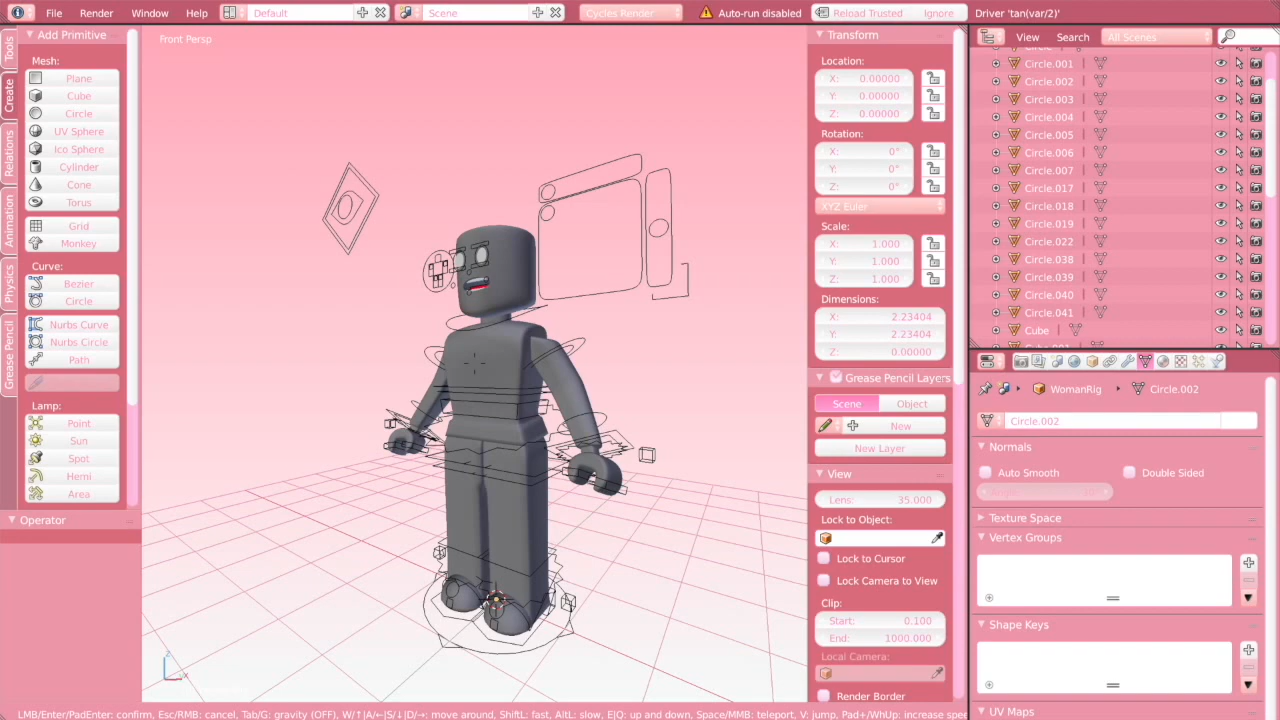 File Render Window Help Default Scene Cycles Render Auto-run disabled Reload Trusted Ignore Driver 'tan(var/2)'
Tools
Create
Relations
Animation
Physics
Grease Pencil
Add Primitive
Mesh:
Plane
Cube
Circle
UV Sphere
Ico Sphere
Cylinder
Cone
Torus
Grid
Monkey
Curve:
Bezier
Circle
Nurbs Curve
Nurbs Circle
Path
Lamp:
Point
Sun
Spot
Hemi
Area
Operator
Front Persp
Transform
Location:
X: 0.00000
Y: 0.00000
Z: 0.00000
Rotation:
X: 0°
Y: 0°
Z: 0°
XYZ Euler
Scale:
X: 1.000
Y: 1.000
Z: 1.000
Dimensions:
X: 2.23404
Y: 2.23404
Z: 0.00000
Grease Pencil Layers
Scene Object
New
New Layer
View
Lens: 35.000
Lock to Object:
Lock to Cursor
Lock Camera to View
Clip:
Start: 0.100
End: 1000.000
Local Camera:
Render Border
View Search All Scenes
Circle
Circle.001
Circle.002
Circle.003
Circle.004
Circle.005
Circle.006
Circle.007
Circle.017
Circle.018
Circle.019
Circle.022
Circle.038
Circle.039
Circle.040
Circle.041
Cube
Cube.001
WomanRig Circle.002
Circle.002
Normals
Auto Smooth Double Sided
Texture Space
Vertex Groups
Shape Keys
UV Maps
LMB/Enter/PadEnter: confirm, Esc/RMB: cancel, Tab/G: gravity (OFF), W/↑|A/←|S/↓|D/→: move around, ShiftL: fast, AltL: slow, E|Q: up and down, Space/MMB: teleport, V: jump, Pad+/WhUp: increase spee